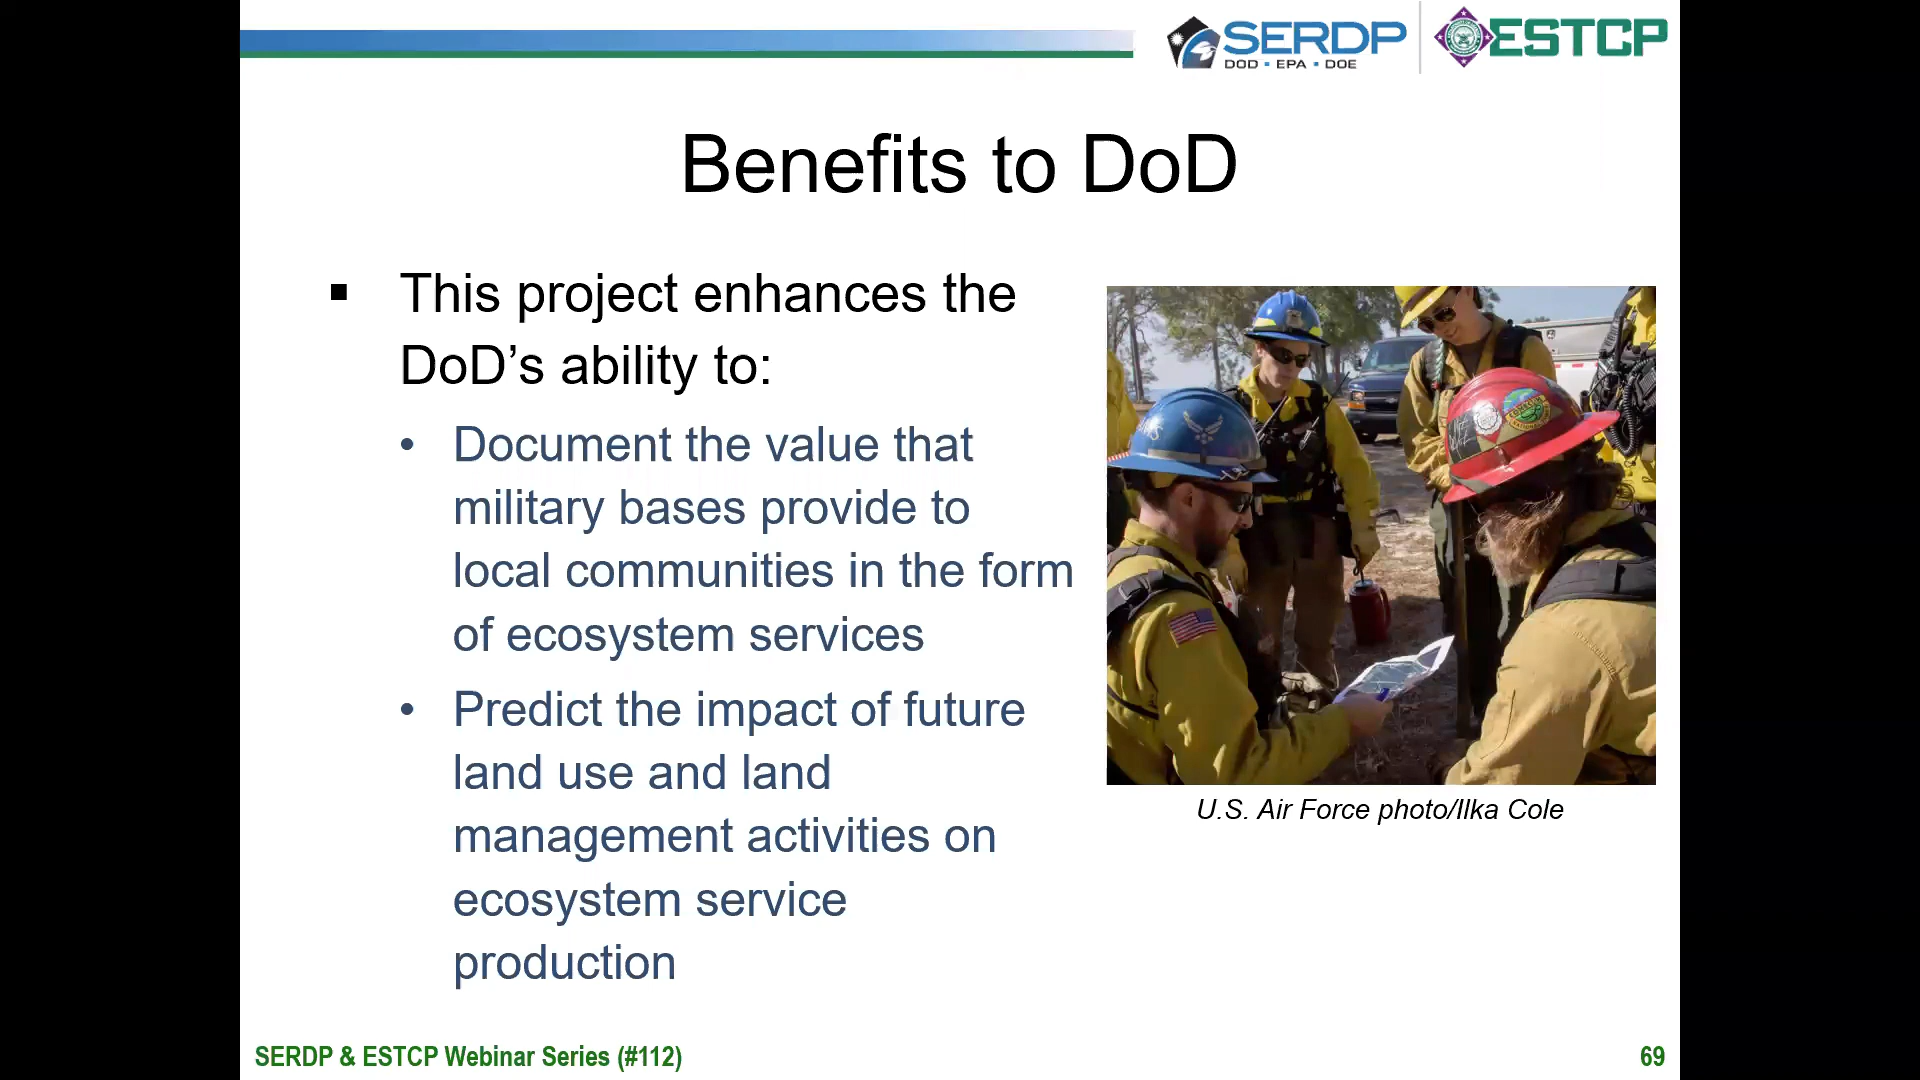 SERDP
DOD ▪ EPA ▪ DOE
ESTCP
Benefits to DoD
▪ This project enhances the
DoD’s ability to:
• Document the value that
military bases provide to
local communities in the form
of ecosystem services
• Predict the impact of future
land use and land
management activities on
ecosystem service
production
U.S. Air Force photo/Ilka Cole
SERDP & ESTCP Webinar Series (#112)
69